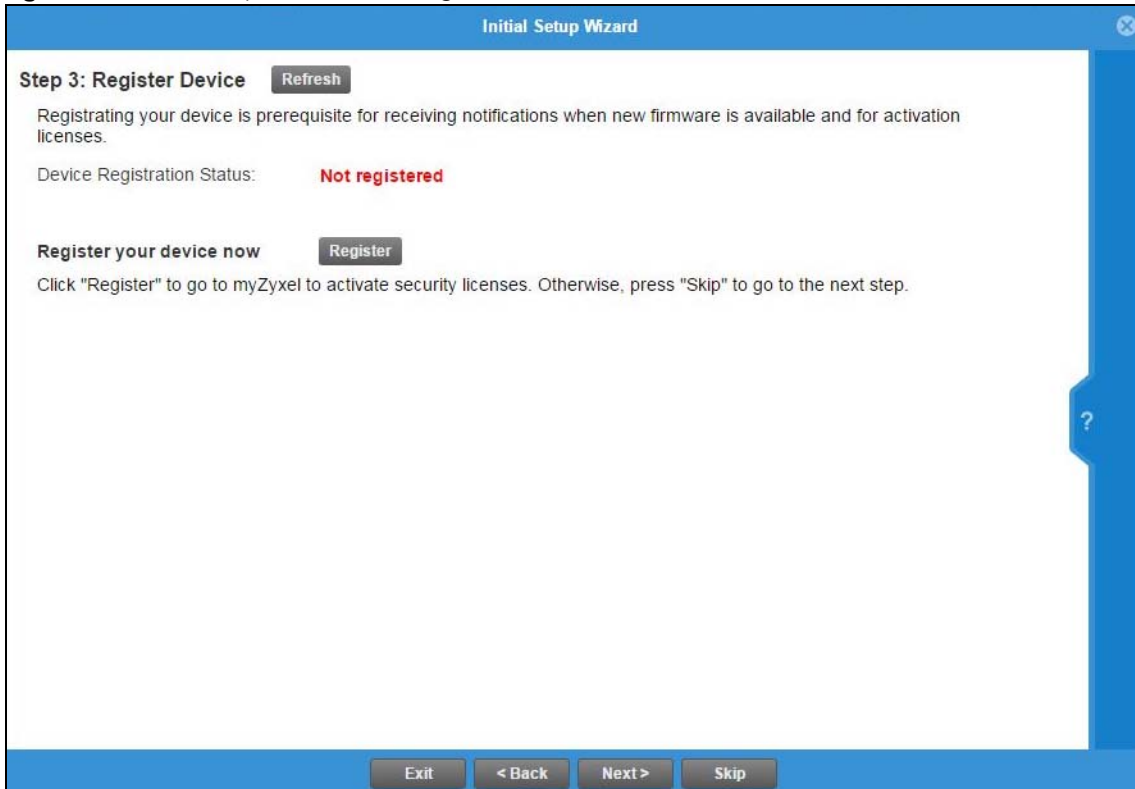 Initial Setup Wizard
Step 3: Register Device Refresh
Registrating your device is prerequisite for receiving notifications when new firmware is available and for activation
licenses.
Device Registration Status: Not registered
Register your device now Register
Click "Register" to go to myZyxel to activate security licenses. Otherwise, press "Skip" to go to the next step.
?
Exit < Back Next > Skip